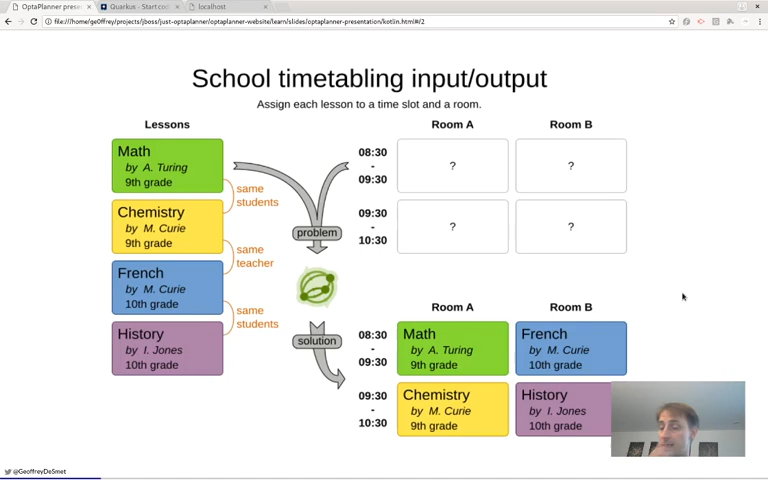 OptaPlanner presentation
Quarkus - Start cod
localhost
file:///home/ge0ffrey/projects/jboss/just-optaplanner/optaplanner-website/learn/slides/optaplanner-presentation/kotlin.html#/2
School timetabling input/output
Assign each lesson to a time slot and a room.
Lessons
Math
by A. Turing
9th grade
same
students
Chemistry
by M. Curie
9th grade
same
teacher
French
by M. Curie
10th grade
same
students
History
by I. Jones
10th grade
problem
solution
Room A
Room B
08:30
-
09:30
?
?
09:30
-
10:30
?
?
Room A
Room B
08:30
-
09:30
Math
by A. Turing
9th grade
French
by M. Curie
10th grade
09:30
-
10:30
Chemistry
by M. Curie
9th grade
History
by I. Jones
10th grade
@GeoffreyDeSmet